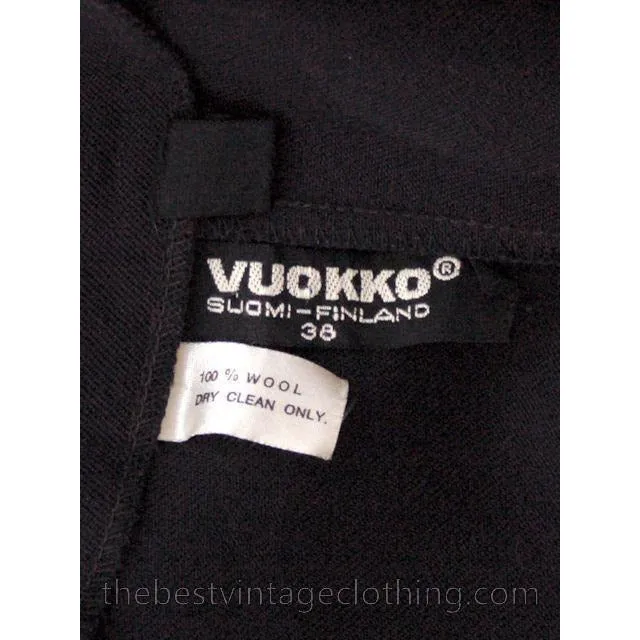 VUOKKO®
SUOMI-FINLAND
38
100 % WOOL
DRY CLEAN ONLY.
thebestvintageclothing.com